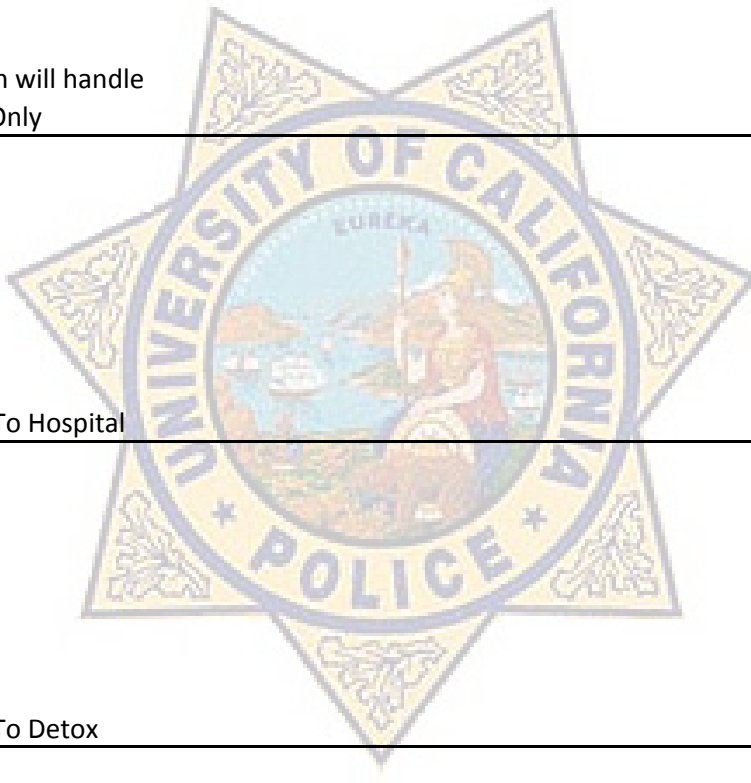 n will handle
Only
UNIVERSITY OF CALIFORNIA
EUREKA
To Hospital
POLICE
To Detox